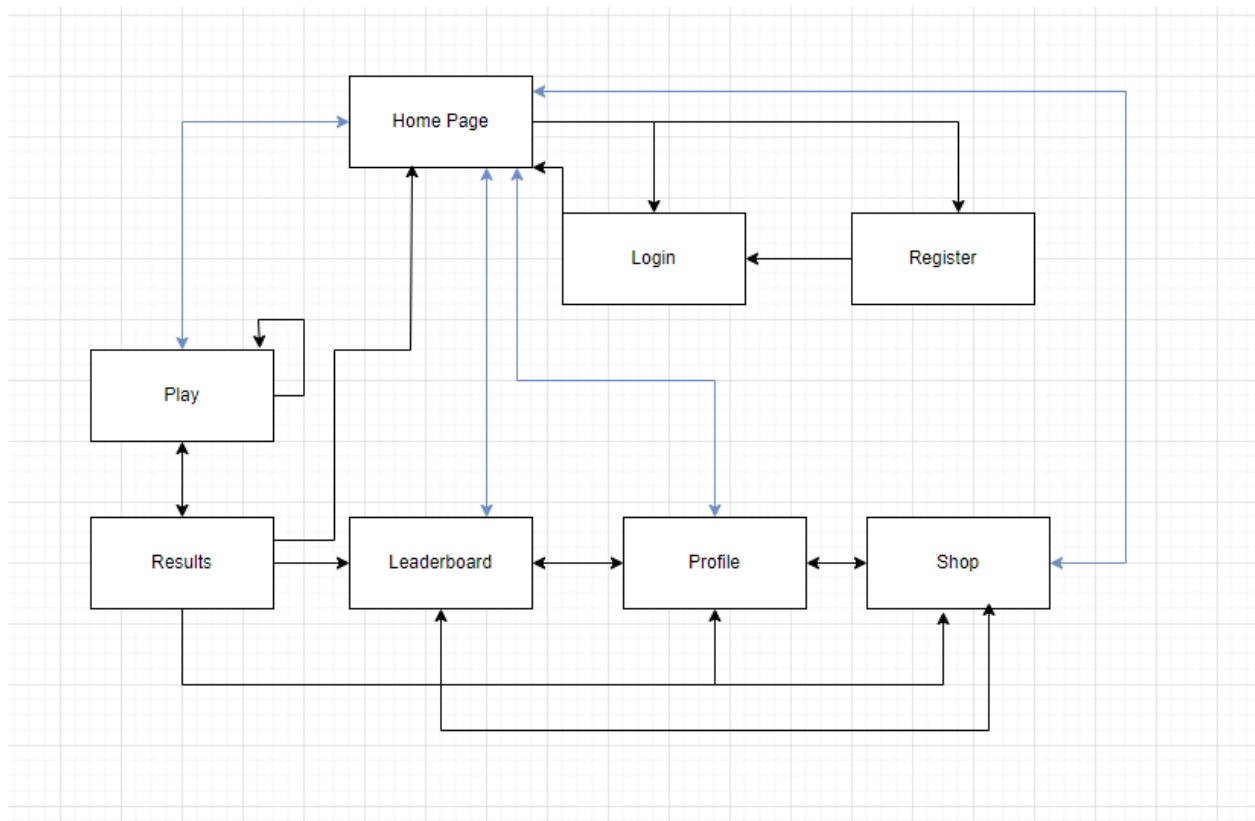 Home Page
Login
Register
Play
Results
Leaderboard
Profile
Shop